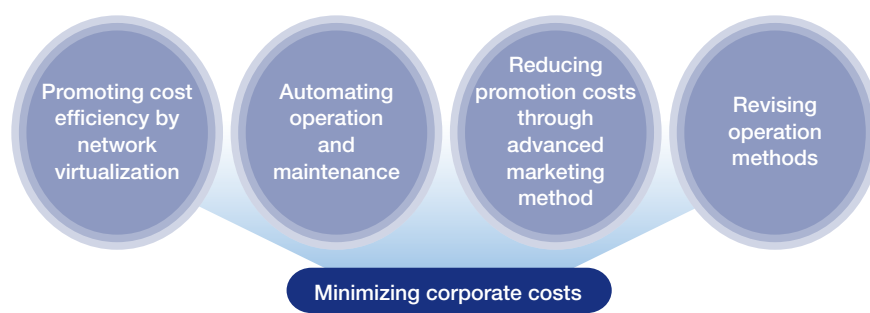 Promoting cost
efficiency by
network
virtualization
Automating
operation
and
maintenance
Reducing
promotion costs
through
advanced
marketing
method
Revising
operation
methods
Minimizing corporate costs